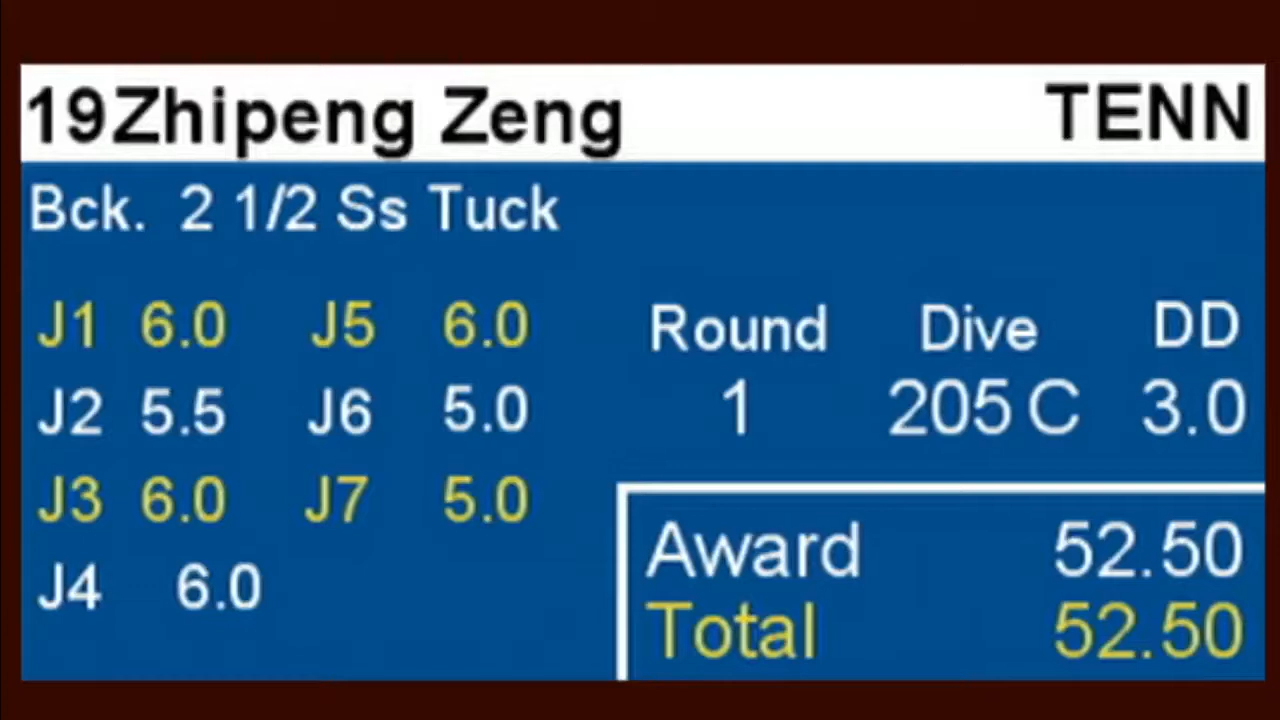 19 Zhipeng Zeng TENN
Bck. 2 1/2 Ss Tuck
J1 6.0 J5 6.0 Round Dive DD
J2 5.5 J6 5.0 1 205 C 3.0
J3 6.0 J7 5.0
J4 6.0
Award 52.50
Total 52.50